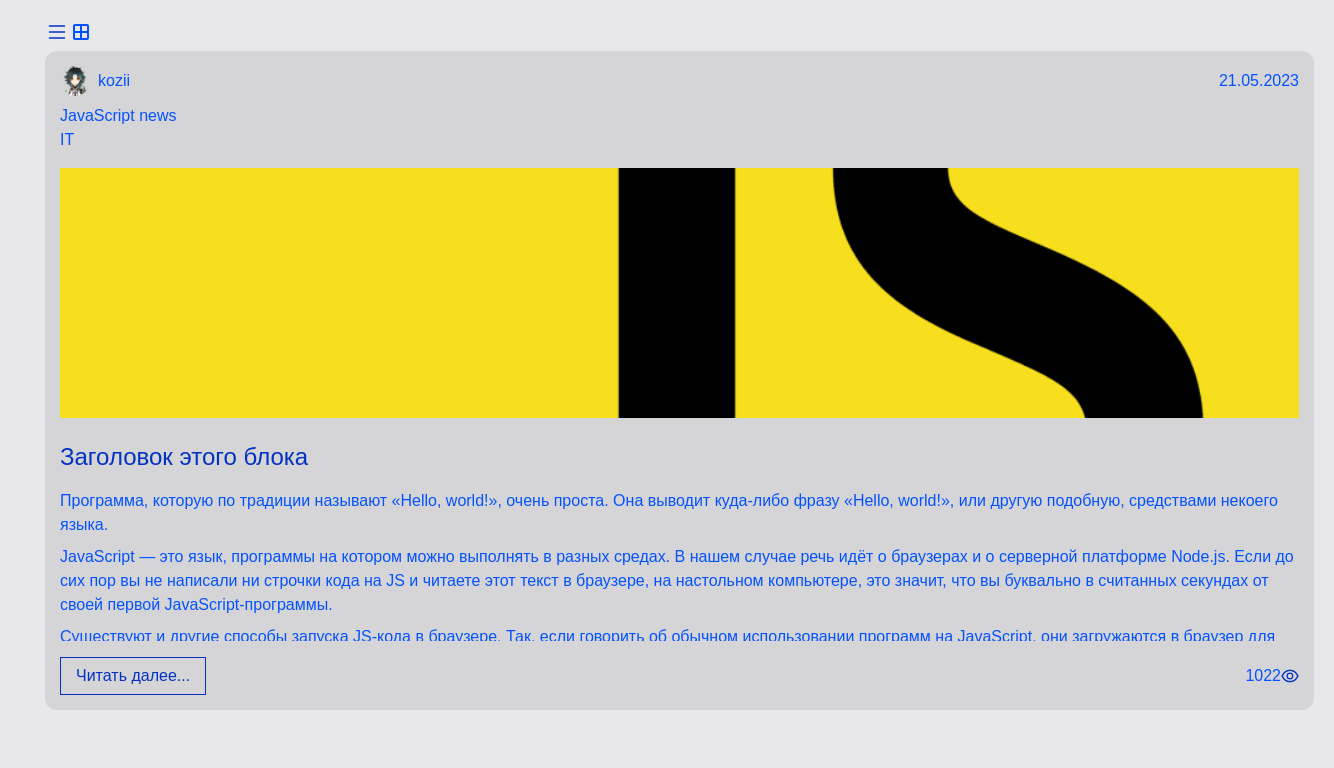 kozii
21.05.2023
JavaScript news
IT
JS
Заголовок этого блока
Программа, которую по традиции называют «Hello, world!», очень проста. Она выводит куда-либо фразу «Hello, world!», или другую подобную, средствами некоего
языка.
JavaScript — это язык, программы на котором можно выполнять в разных средах. В нашем случае речь идёт о браузерах и о серверной платформе Node.js. Если до
сих пор вы не написали ни строчки кода на JS и читаете этот текст в браузере, на настольном компьютере, это значит, что вы буквально в считанных секундах от
своей первой JavaScript-программы.
Существуют и другие способы запуска JS-кода в браузере. Так, если говорить об обычном использовании программ на JavaScript, они загружаются в браузер для
Читать далее...
1022